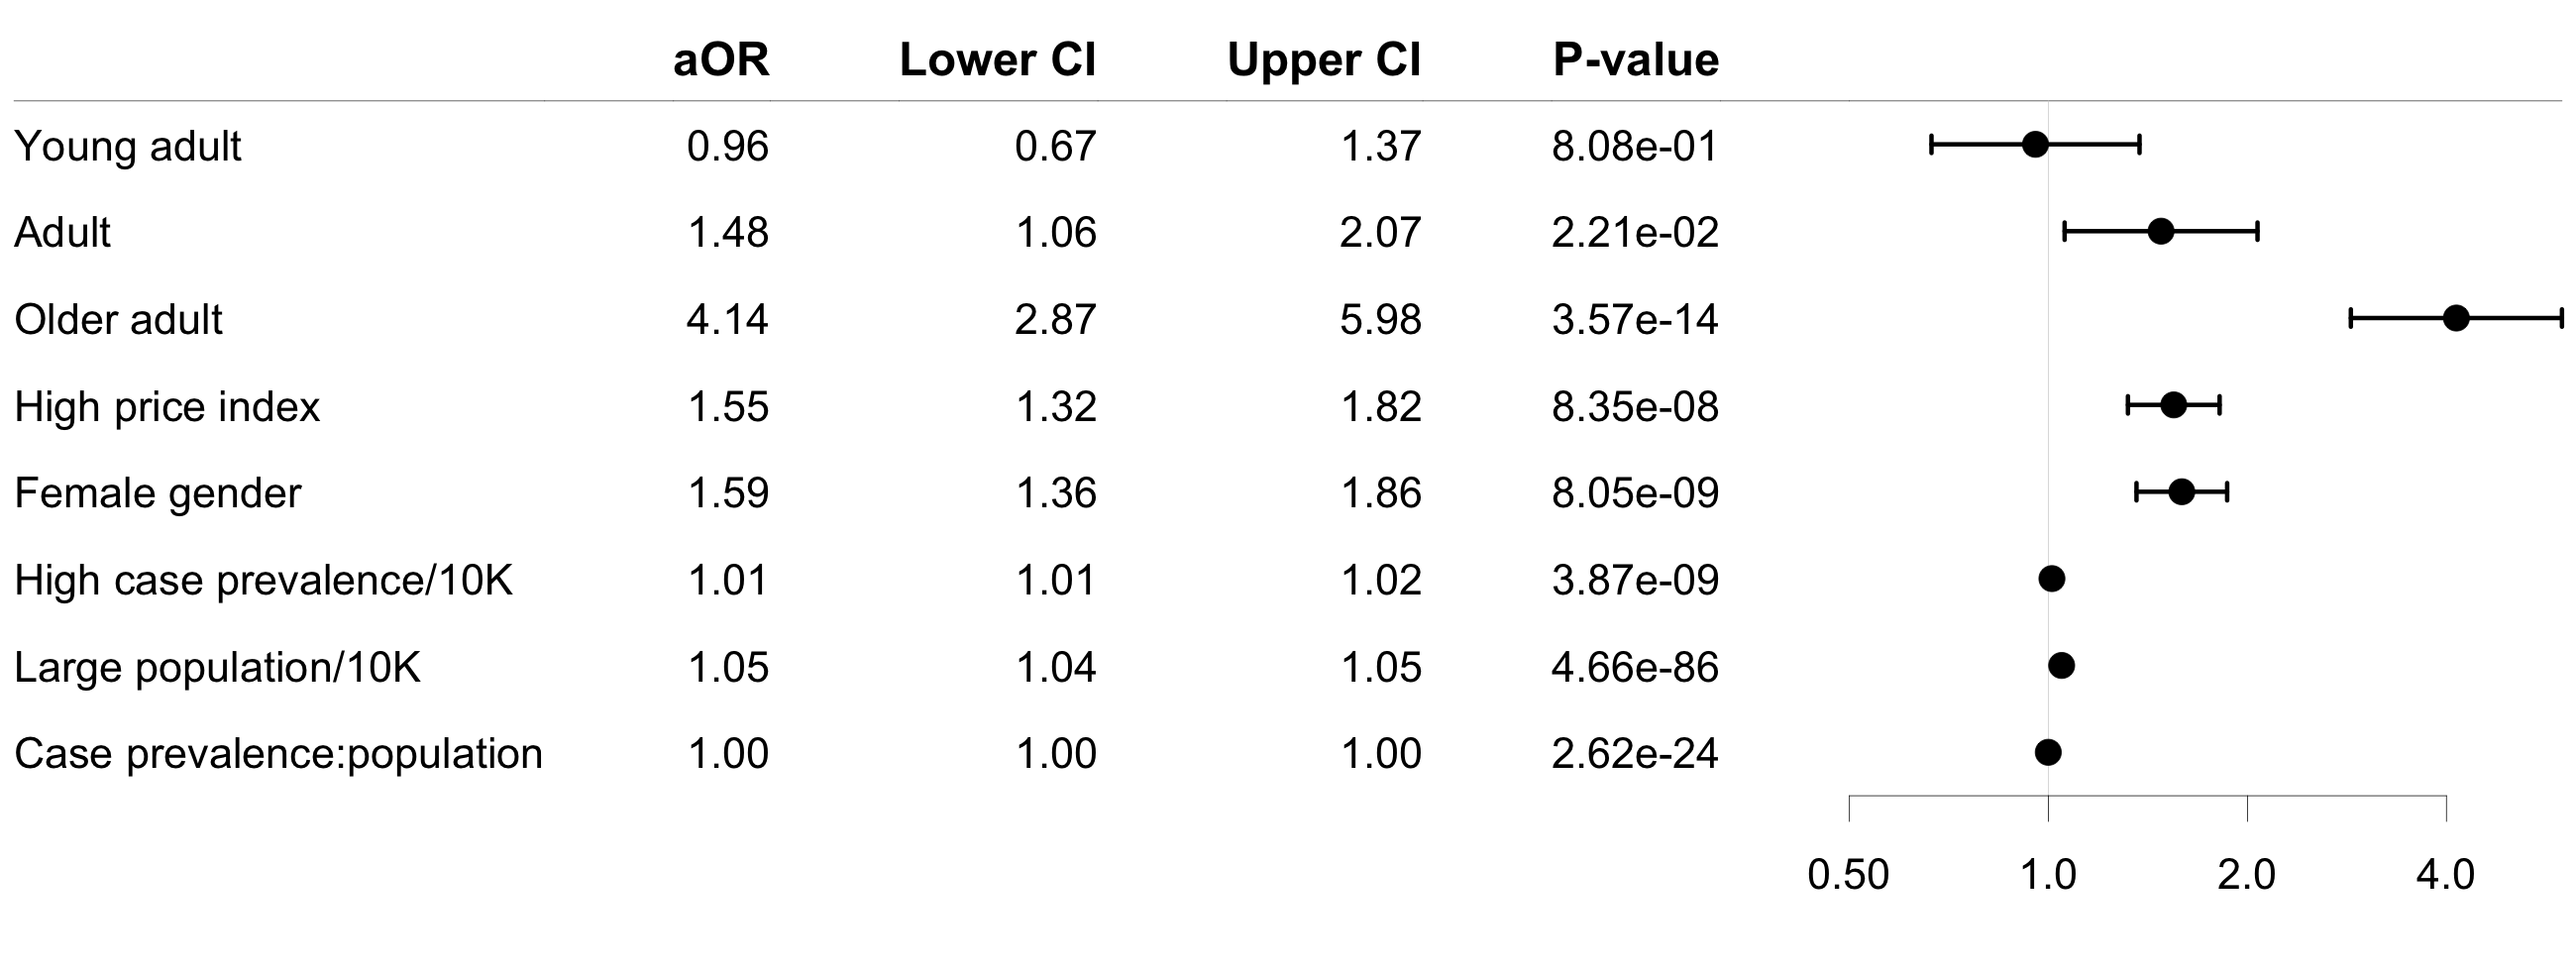 aOR Lower CI Upper CI P-value
Young adult 0.96 0.67 1.37 8.08e-01
Adult 1.48 1.06 2.07 2.21e-02
Older adult 4.14 2.87 5.98 3.57e-14
High price index 1.55 1.32 1.82 8.35e-08
Female gender 1.59 1.36 1.86 8.05e-09
High case prevalence/10K 1.01 1.01 1.02 3.87e-09
Large population/10K 1.05 1.04 1.05 4.66e-86
Case prevalence:population 1.00 1.00 1.00 2.62e-24
0.50 1.0 2.0 4.0